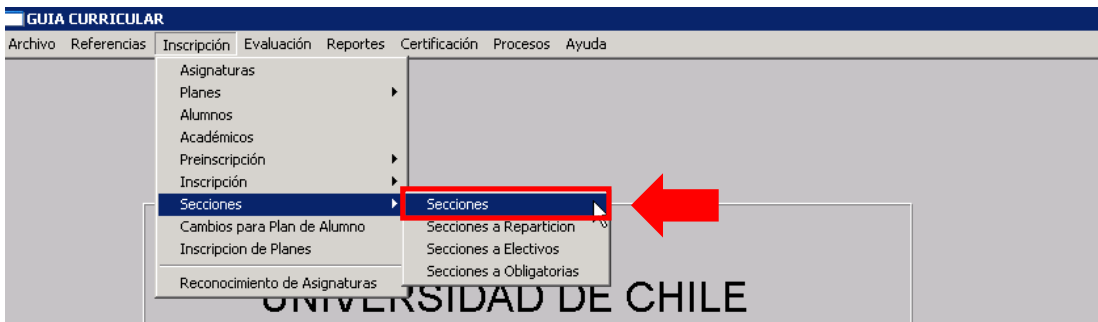 GUIA CURRICULAR
Archivo Referencias Inscripción Evaluación Reportes Certificación Procesos Ayuda
Asignaturas
Planes
Alumnos
Académicos
Preinscripción
Inscripción
Secciones
Cambios para Plan de Alumno
Inscripcion de Planes
Reconocimiento de Asignaturas
Secciones
Secciones a Reparticion
Secciones a Electivos
Secciones a Obligatorias
UNIVERSIDAD DE CHILE